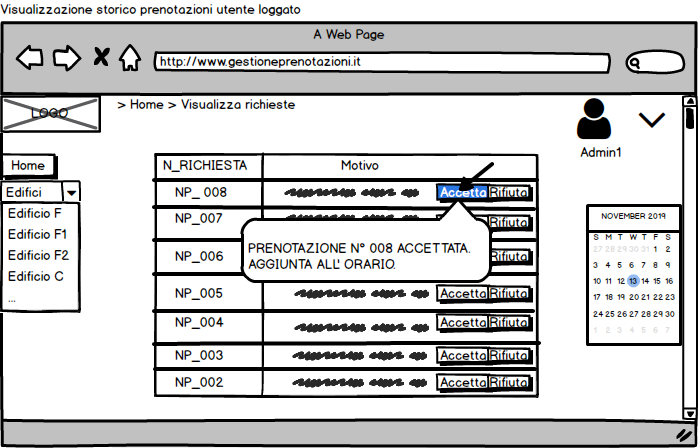 Visualizzazione storico prenotazioni utente loggato
A Web Page
http://www.gestioneprenotazioni.it
LOGO
> Home > Visualizza richieste
Admin1
Home
Edifici
Edificio F
Edificio F1
Edificio F2
Edificio C
...
N_RICHIESTA Motivo
NP_ 008 Accetta Rifiuta
NP_007
PRENOTAZIONE N° 008 ACCETTATA.
AGGIUNTA ALL' ORARIO.
NP_006 Rifiuta
NP_005 Accetta Rifiuta
NP_004 Accetta Rifiuta
NP_003 Accetta Rifiuta
NP_002 Accetta Rifiuta
NOVEMBER 2019
S M T W T F S
27 28 29 30 31 1 2
3 4 5 6 7 8 9
10 11 12 13 14 15 16
17 18 19 20 21 22 23
24 25 26 27 28 29 30
1 2 3 4 5 6 7